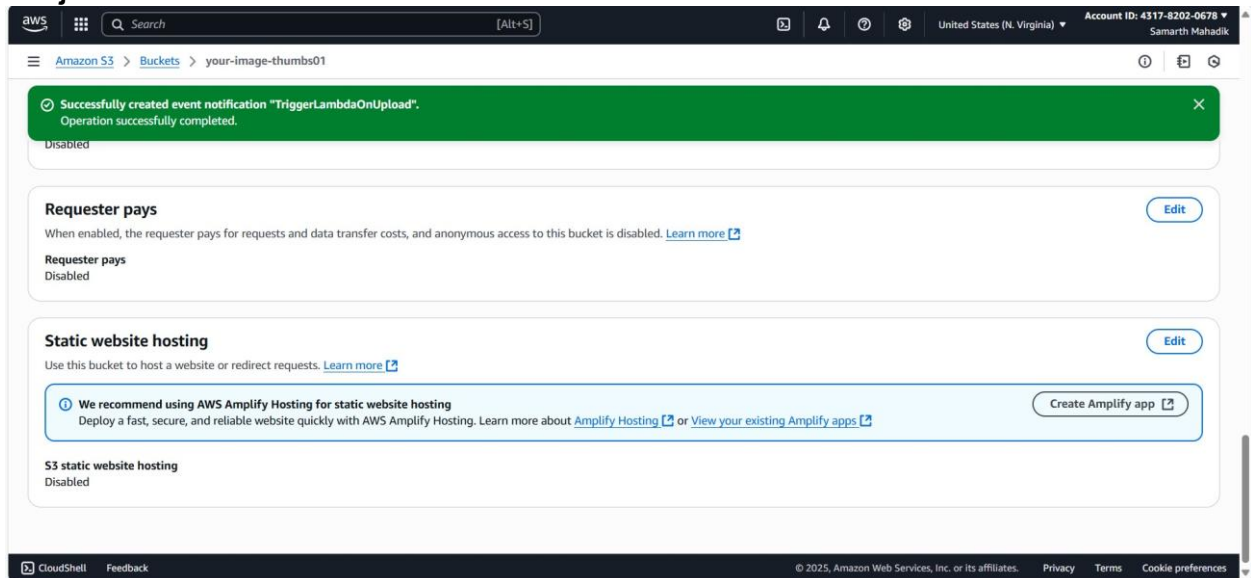 aws
Search [Alt+S]
United States (N. Virginia) ▼
Account ID: 4317-8202-0678 ▼
Samarth Mahadik
Amazon S3 > Buckets > your-image-thumbs01
Successfully created event notification "TriggerLambdaOnUpload".
Operation successfully completed.
Disabled
Requester pays
Edit
When enabled, the requester pays for requests and data transfer costs, and anonymous access to this bucket is disabled. Learn more
Requester pays
Disabled
Static website hosting
Edit
Use this bucket to host a website or redirect requests. Learn more
We recommend using AWS Amplify Hosting for static website hosting
Create Amplify app
Deploy a fast, secure, and reliable website quickly with AWS Amplify Hosting. Learn more about Amplify Hosting or View your existing Amplify apps
S3 static website hosting
Disabled
CloudShell Feedback © 2025, Amazon Web Services, Inc. or its affiliates. Privacy Terms Cookie preferences